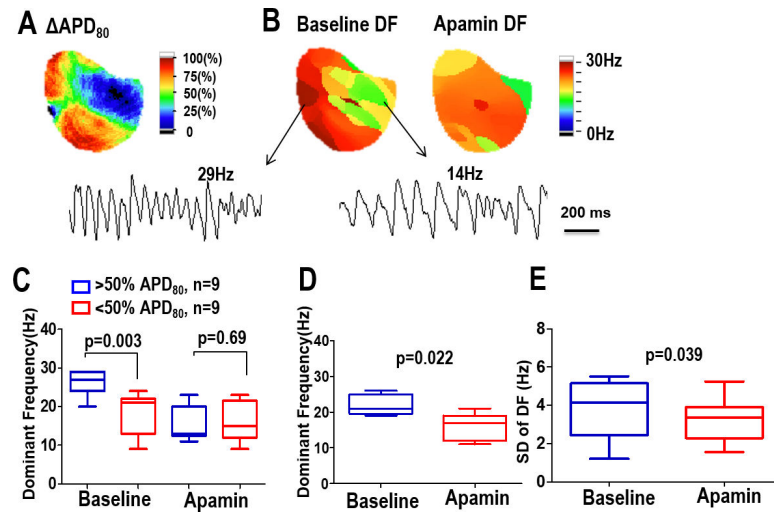 A
ΔAPD80
100(%)
75(%)
50(%)
25(%)
0
B
Baseline DF
Apamin DF
30Hz
0Hz
29Hz
14Hz
200 ms
C
>50% APD80, n=9
<50% APD80, n=9
Dominant Frequency(Hz)
40
30
20
10
0
p=0.003
p=0.69
Baseline
Apamin
D
Dominant Frequency(Hz)
40
30
20
10
0
p=0.022
Baseline
Apamin
E
SD of DF (Hz)
8
6
4
2
0
p=0.039
Baseline
Apamin